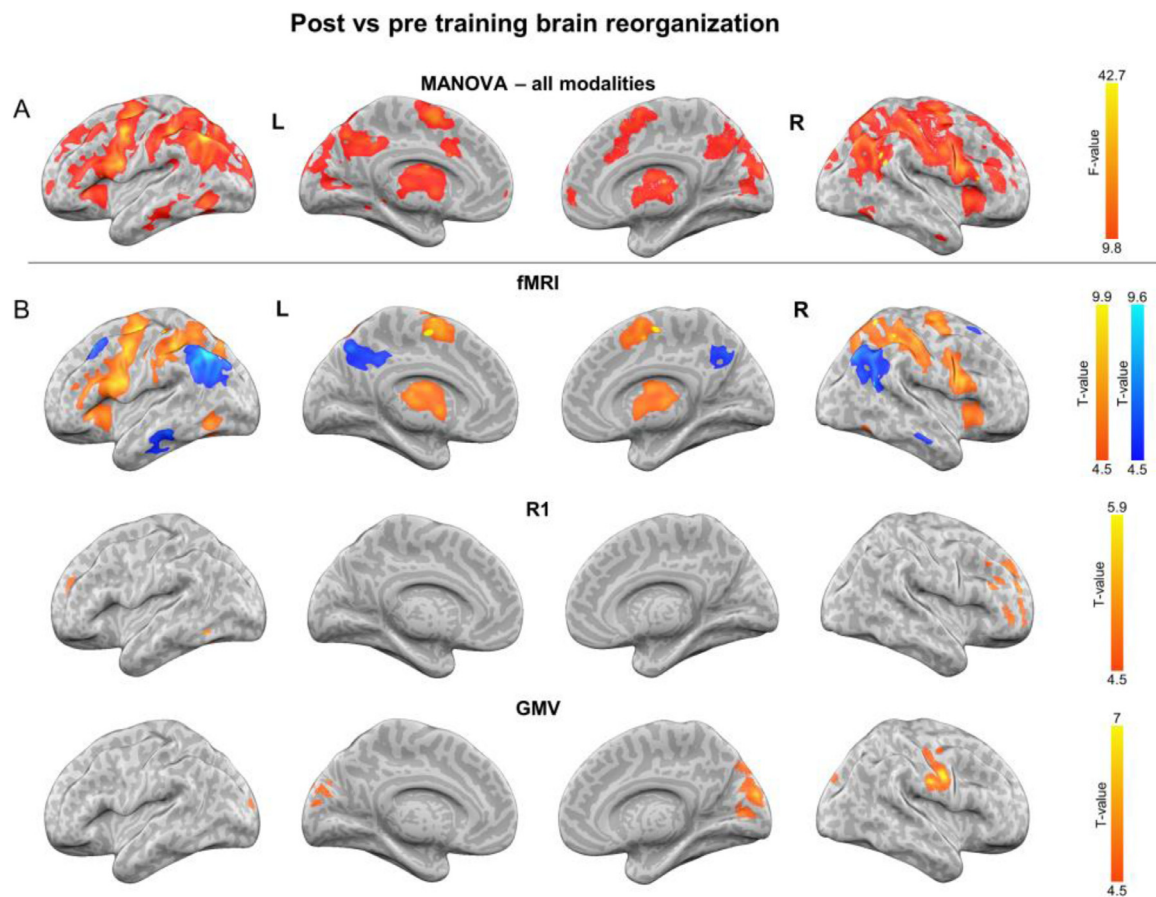 Post vs pre training brain reorganization
MANOVA – all modalities
A
L
R
42.7
F-value
9.8
fMRI
B
L
R
9.9
9.6
T-value
T-value
4.5
4.5
R1
5.9
T-value
4.5
GMV
7
T-value
4.5